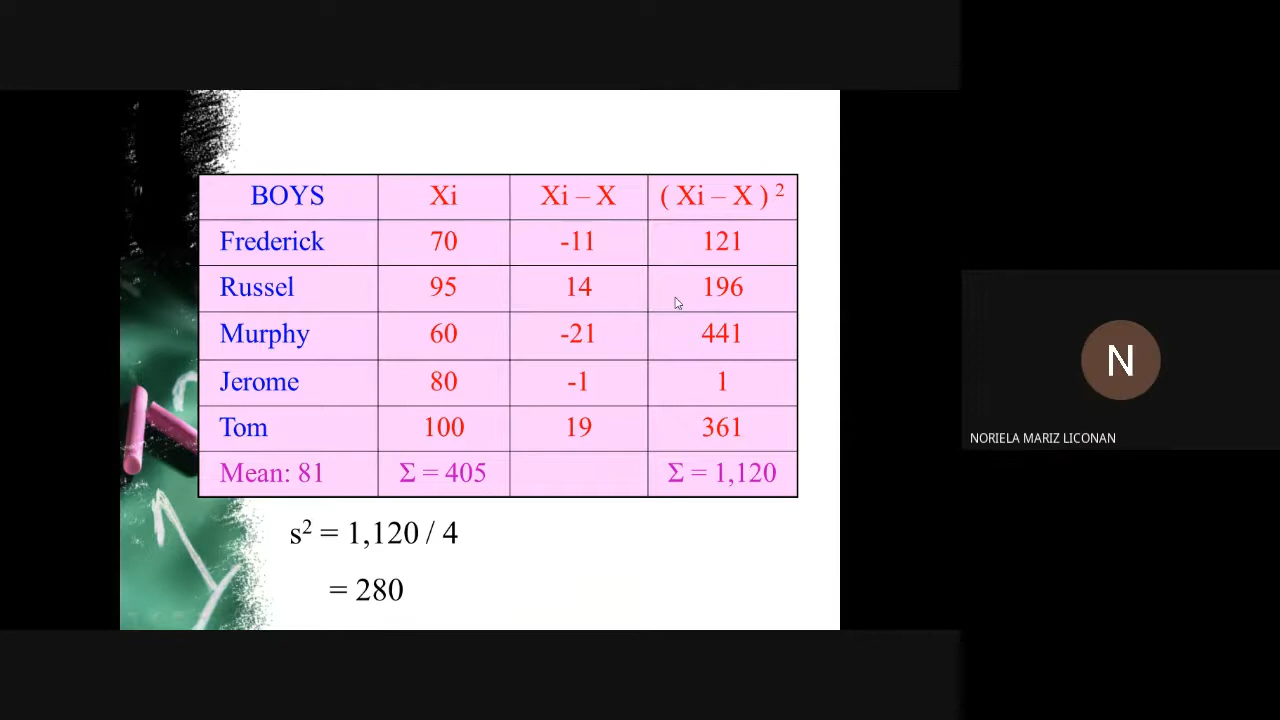 BOYS Xi Xi – X ( Xi – X ) ²
Frederick 70 -11 121
Russel 95 14 196
Murphy 60 -21 441
Jerome 80 -1 1
Tom 100 19 361
Mean: 81 Σ = 405 Σ = 1,120
s² = 1,120 / 4
= 280
N
NORIELA MARIZ LICONAN